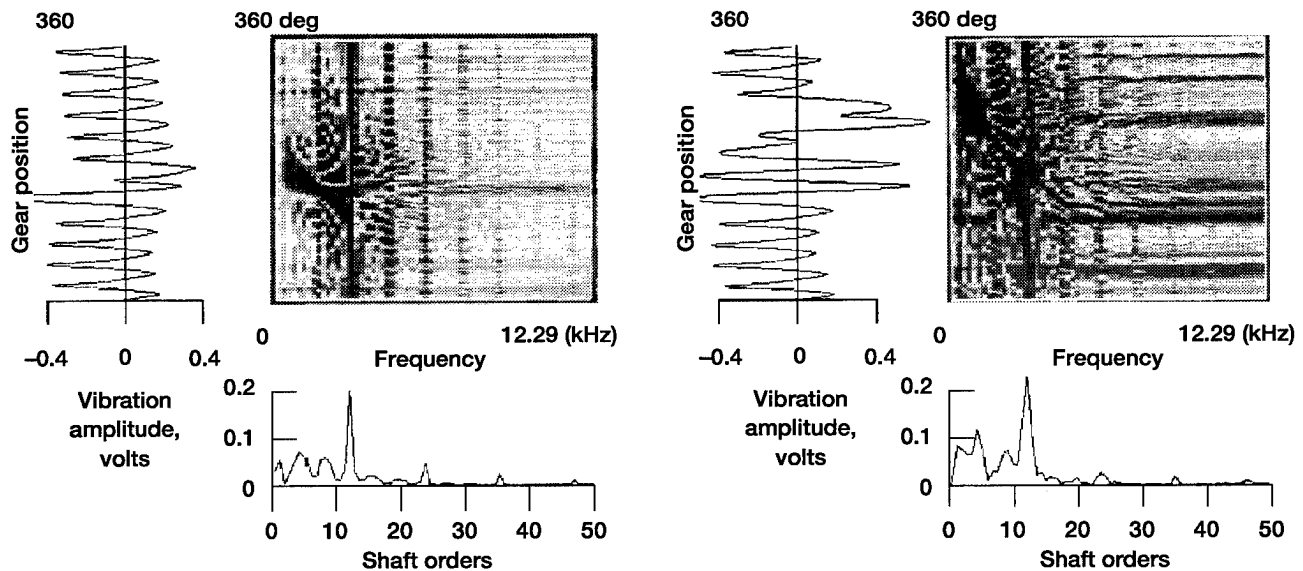 360
360 deg
Gear position
−0.4 0 0.4
0 12.29 (kHz)
Frequency
Vibration
amplitude,
volts
0.2
0.1
0
0 10 20 30 40 50
Shaft orders
360
360 deg
Gear position
−0.4 0 0.4
0 12.29 (kHz)
Frequency
Vibration
amplitude,
volts
0.2
0.1
0
0 10 20 30 40 50
Shaft orders